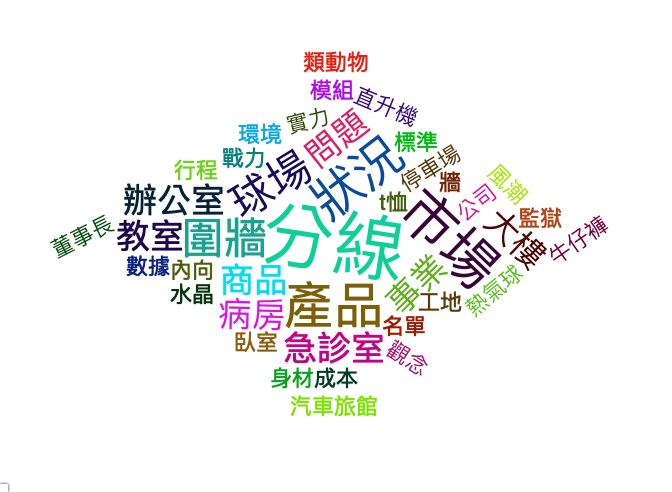 類動物
模組
直升機
實力
環境
問題
標準
戰力
狀況
停車場
行程
球場
牆
風潮
辦公室
t恤
公司
監獄
市場
大樓
董事長
教室
圍牆
分線
牛仔褲
數據
內向
商品
事業
熱氣球
水晶
病房
產品
工地
名單
臥室
急診室
觀念
身材
成本
汽車旅館